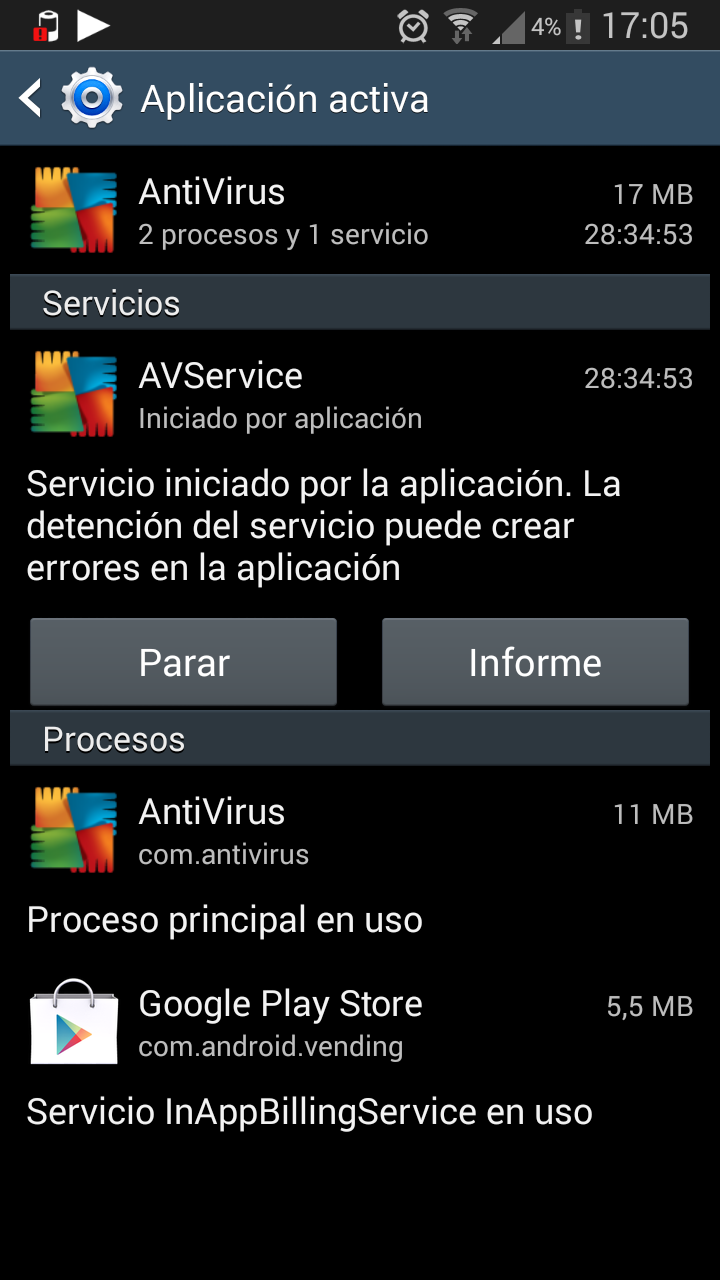 4% 17:05
Aplicación activa
AntiVirus 17 MB
2 procesos y 1 servicio 28:34:53
Servicios
AVService 28:34:53
Iniciado por aplicación
Servicio iniciado por la aplicación. La
detención del servicio puede crear
errores en la aplicación
Parar Informe
Procesos
AntiVirus 11 MB
com.antivirus
Proceso principal en uso
Google Play Store 5,5 MB
com.android.vending
Servicio InAppBillingService en uso